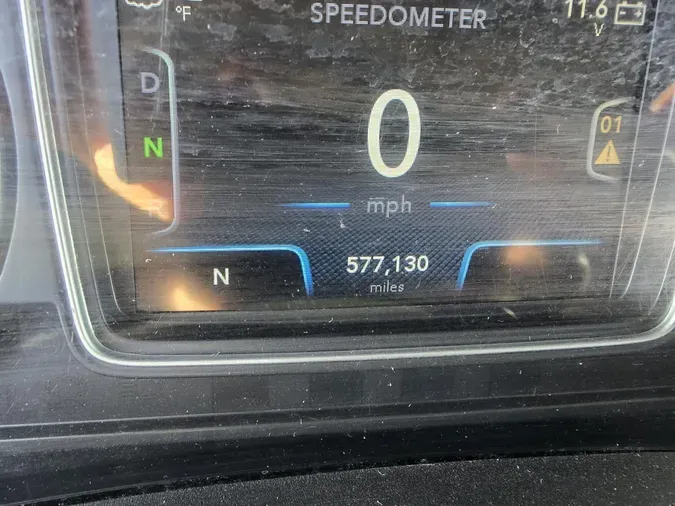 °F
SPEEDOMETER
11.6
V
D
N
R
0
mph
01
N
577,130
miles